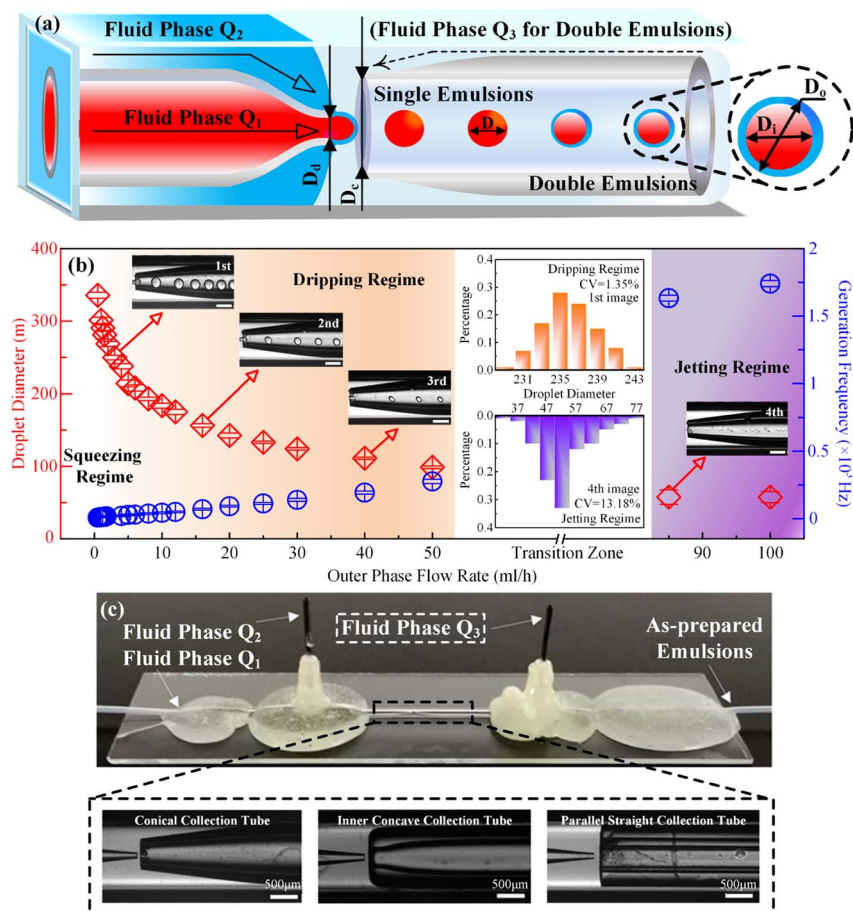 (a)
Fluid Phase Q2
(Fluid Phase Q3 for Double Emulsions)
Single Emulsions
Fluid Phase Q1
D
Do
Di
Dd
Dc
Double Emulsions
(b)
400
300
200
100
0
Droplet Diameter (m)
1st
Dripping Regime
2nd
3rd
Squeezing
Regime
0.4
0.3
0.2
0.1
0.0
Percentage
Dripping Regime
CV=1.35%
1st image
231 235 239 243
Droplet Diameter
37 47 57 67 77
0.0
0.1
0.2
0.3
0.4
Percentage
4th image
CV=13.18%
Jetting Regime
Jetting Regime
4th
2
1.5
1
0.5
0
Generation Frequency (×10³ Hz)
0 10 20 30 40 50 Transition Zone 90 100
Outer Phase Flow Rate (ml/h)
(c)
Fluid Phase Q2
Fluid Phase Q1
Fluid Phase Q3
As-prepared
Emulsions
Conical Collection Tube
500μm
Inner Concave Collection Tube
500μm
Parallel Straight Collection Tube
500μm